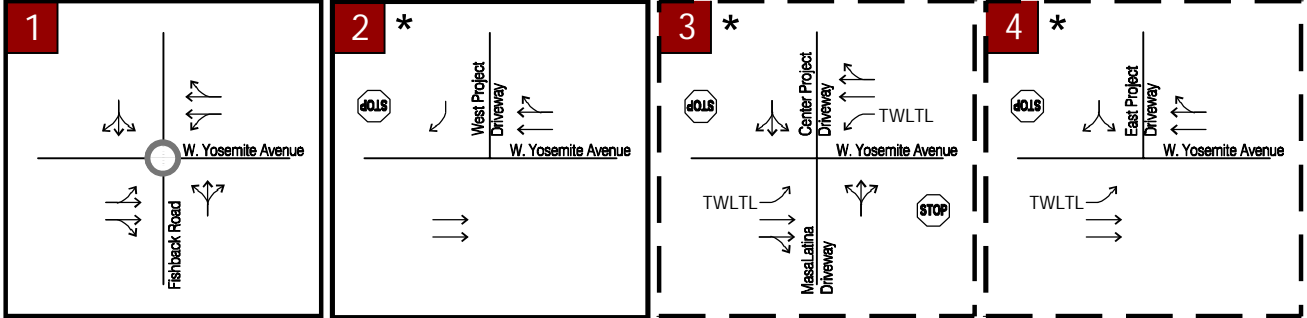 1
W. Yosemite Avenue
Fishback Road
2 *
STOP
West Project
Driveway
W. Yosemite Avenue
3 *
STOP
Center Project
Driveway
TWLTL
W. Yosemite Avenue
TWLTL
STOP
MasaLatina
Driveway
4 *
STOP
East Project
Driveway
W. Yosemite Avenue
TWLTL